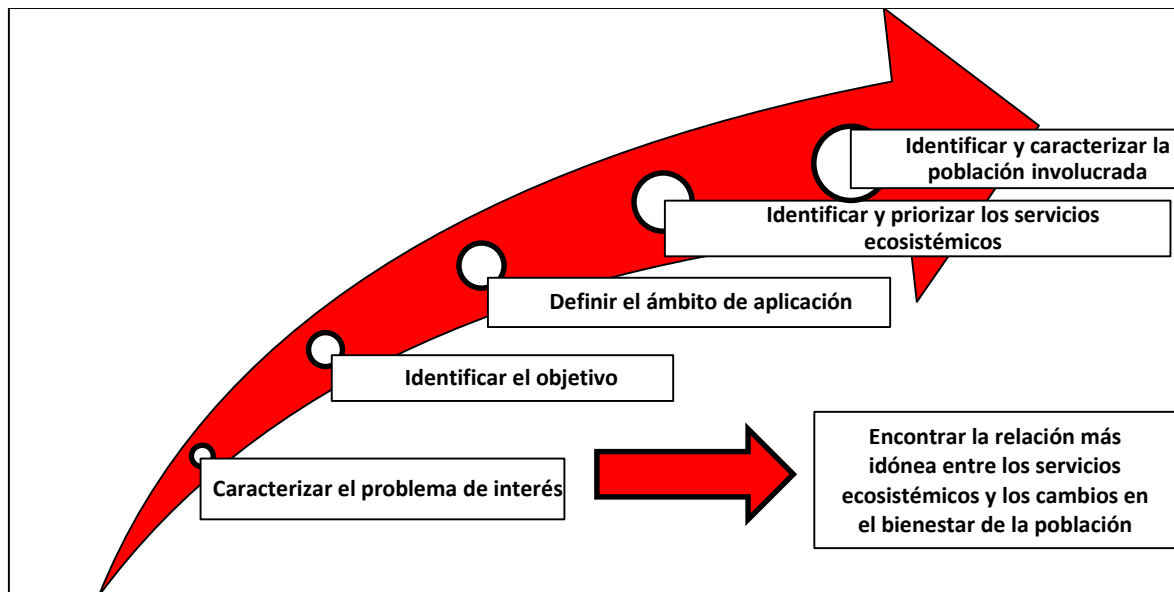 Identificar y caracterizar la
población involucrada
Identificar y priorizar los servicios
ecosistémicos
Definir el ámbito de aplicación
Identificar el objetivo
Caracterizar el problema de interés
Encontrar la relación más
idónea entre los servicios
ecosistémicos y los cambios en
el bienestar de la población